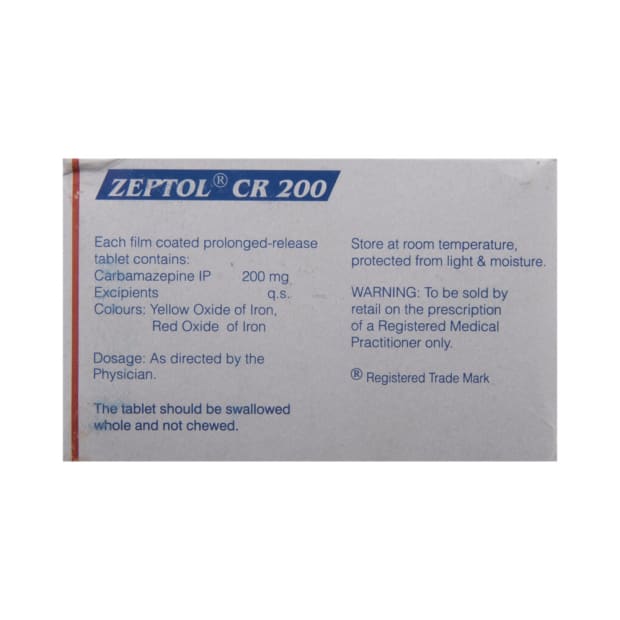 ZEPTOL® CR 200
Each film coated prolonged-release
tablet contains:
Carbamazepine IP 200 mg
Excipients q.s.
Colours: Yellow Oxide of Iron,
Red Oxide of Iron
Dosage: As directed by the
Physician.
The tablet should be swallowed
whole and not chewed.
Store at room temperature,
protected from light & moisture.
WARNING: To be sold by
retail on the prescription
of a Registered Medical
Practitioner only.
® Registered Trade Mark